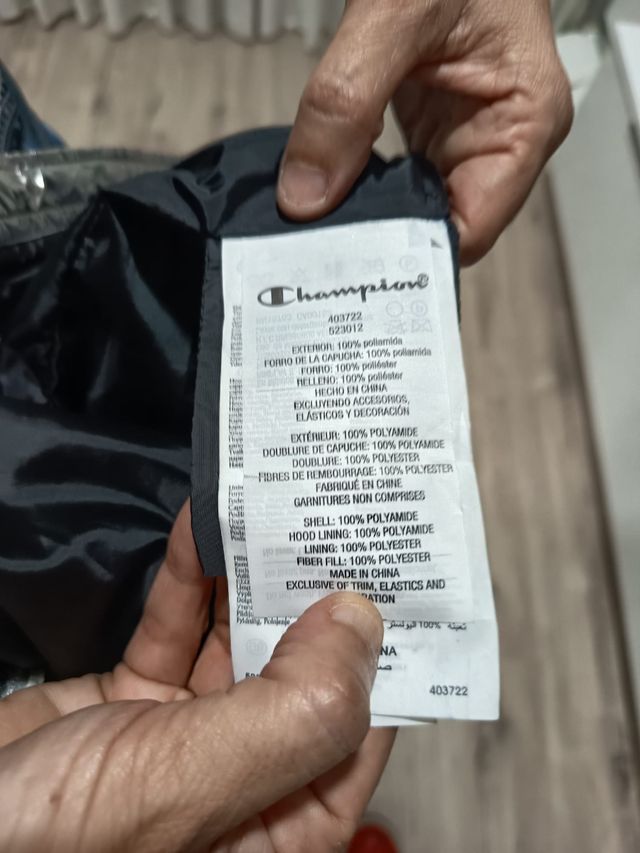 Champion
403722
523012
EXTERIOR: 100% poliamida
FORRO DE LA CAPUCHA: 100% poliamida
FORRO: 100% poliéster
RELLENO: 100% poliéster
HECHO EN CHINA
EXCLUYENDO ACCESORIOS,
ELÁSTICOS Y DECORACIÓN
EXTÉRIEUR: 100% POLYAMIDE
DOUBLURE DE CAPUCHE: 100% POLYAMIDE
DOUBLURE: 100% POLYESTER
FIBRES DE REMBOURRAGE: 100% POLYESTER
FABRIQUÉ EN CHINE
GARNITURES NON COMPRISES
SHELL: 100% POLYAMIDE
HOOD LINING: 100% POLYAMIDE
LINING: 100% POLYESTER
FIBER FILL: 100% POLYESTER
MADE IN CHINA
EXCLUSIVE OF TRIM, ELASTICS AND
تعبئة 100% البوليستر
403722